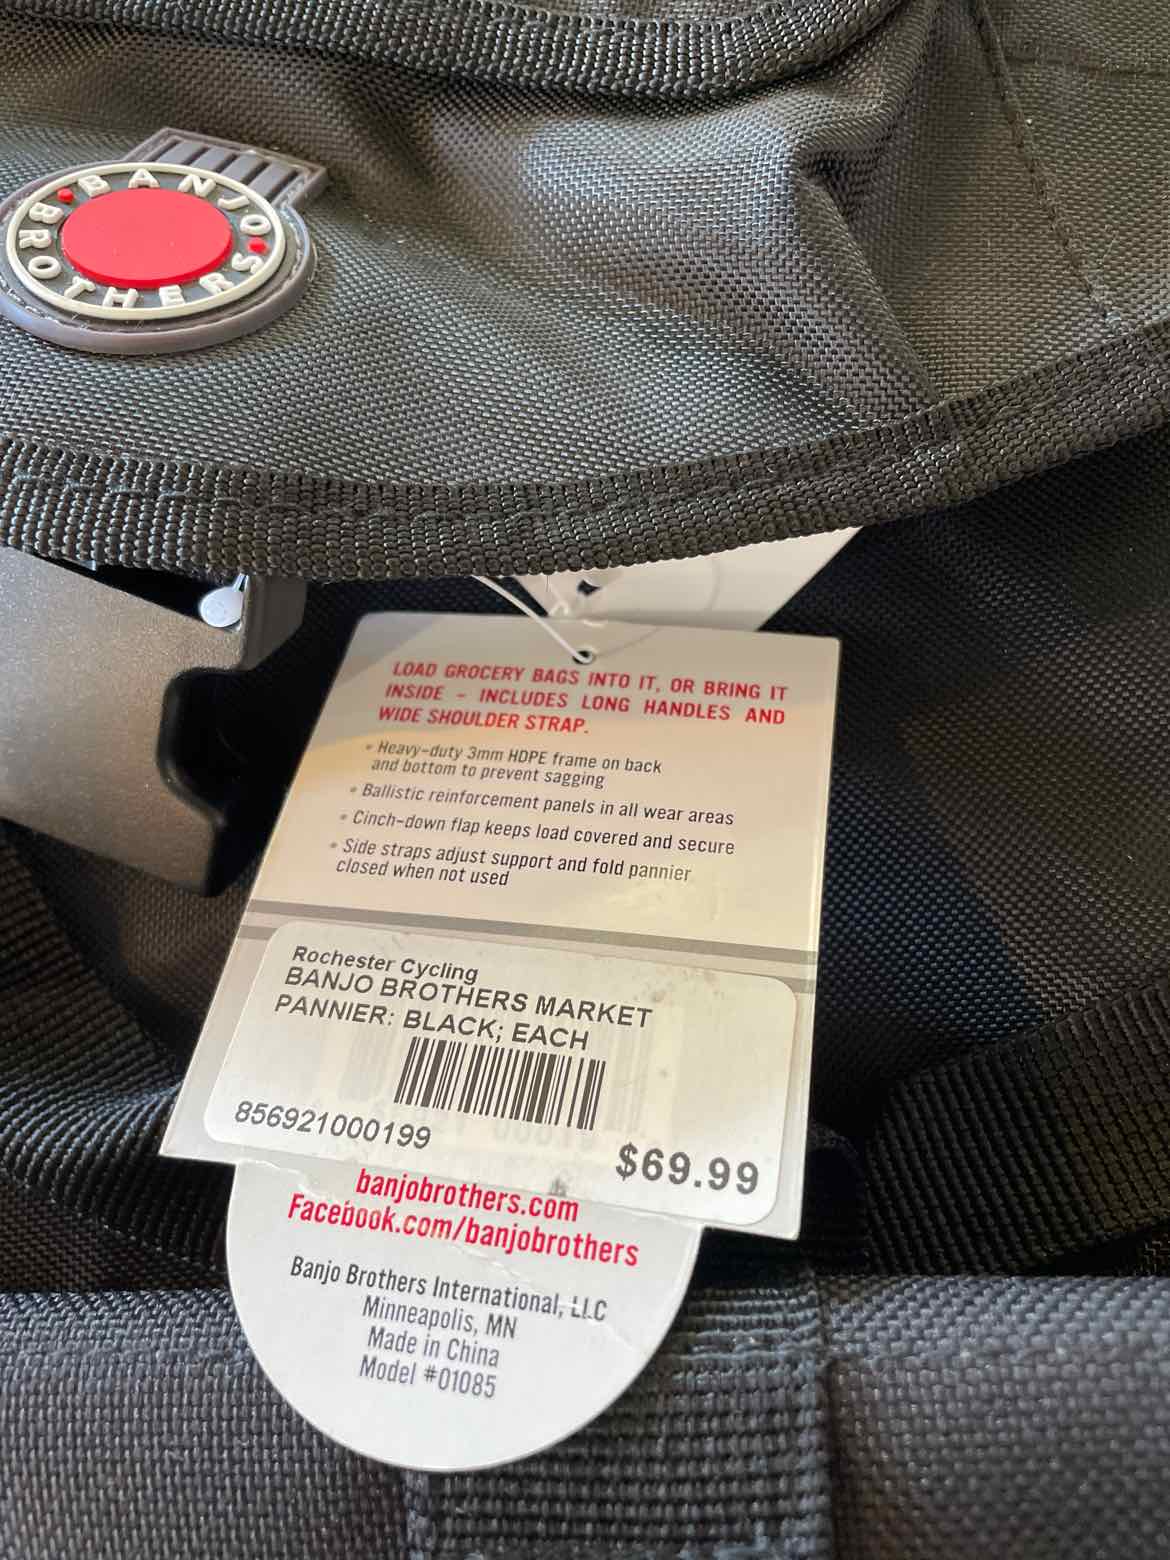 BANJO
BROTHERS
LOAD GROCERY BAGS INTO IT, OR BRING IT
INSIDE - INCLUDES LONG HANDLES AND
WIDE SHOULDER STRAP.
• Heavy-duty 3mm HDPE frame on back
and bottom to prevent sagging
• Ballistic reinforcement panels in all wear areas
• Cinch-down flap keeps load covered and secure
• Side straps adjust support and fold pannier
closed when not used
Rochester Cycling
BANJO BROTHERS MARKET
PANNIER: BLACK; EACH
856921000199
$69.99
banjobrothers.com
Facebook.com/banjobrothers
Banjo Brothers International, LLC
Minneapolis, MN
Made in China
Model #01085